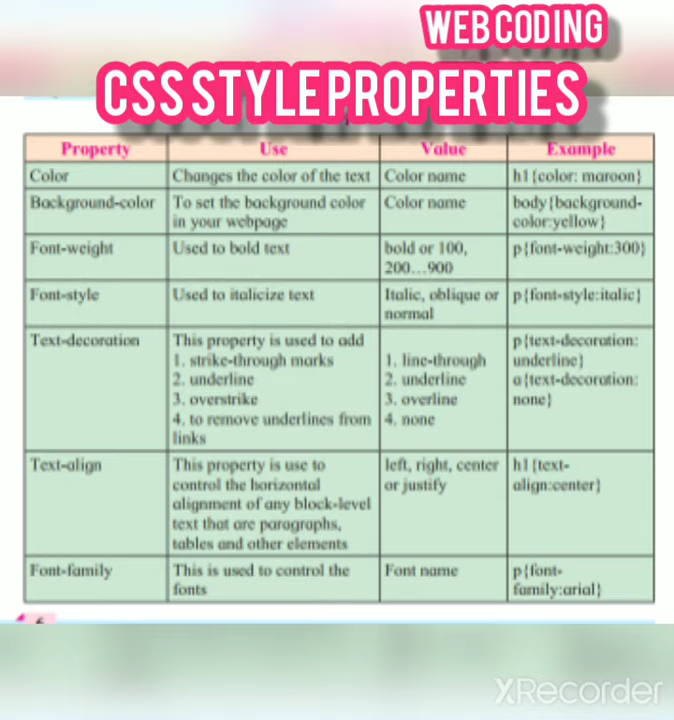 WEB CODING
CSS STYLE PROPERTIES
Property Use Value Example
Color Changes the color of the text Color name h1{color: maroon}
Background-color To set the background color in your webpage Color name body{background-color:yellow}
Font-weight Used to bold text bold or 100, 200...900 p{font-weight:300}
Font-style Used to italicize text Italic, oblique or normal p{font-style:italic}
Text-decoration This property is used to add
1. strike-through marks
2. underline
3. overstrike
4. to remove underlines from links
1. line-through
2. underline
3. overline
4. none
p{text-decoration: underline}
a{text-decoration: none}
Text-align This property is use to control the horizontal alignment of any block-level text that are paragraphs, tables and other elements left, right, center or justify h1{text-align:center}
Font-family This is used to control the fonts Font name p{font-family:arial}
6
XRecorder